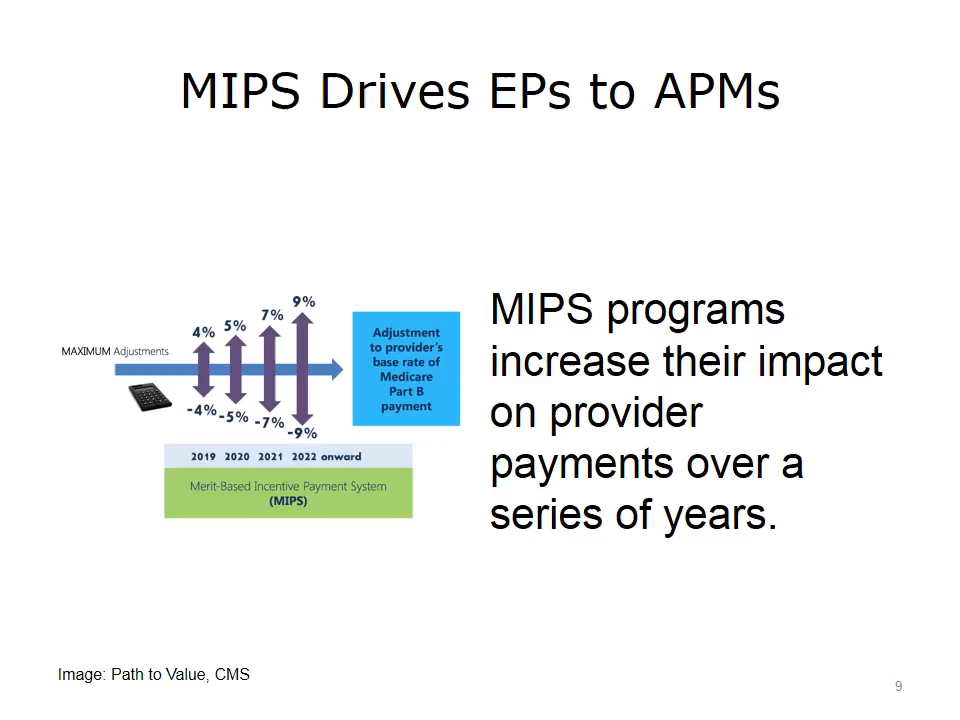 MIPS Drives EPs to APMs
9%
7%
5%
4%
MAXIMUM Adjustments
-4%
-5%
-7%
-9%
Adjustment
to provider's
base rate of
Medicare
Part B
payment
2019 2020 2021 2022 onward
Merit-Based Incentive Payment System
(MIPS)
MIPS programs
increase their impact
on provider
payments over a
series of years.
Image: Path to Value, CMS
9